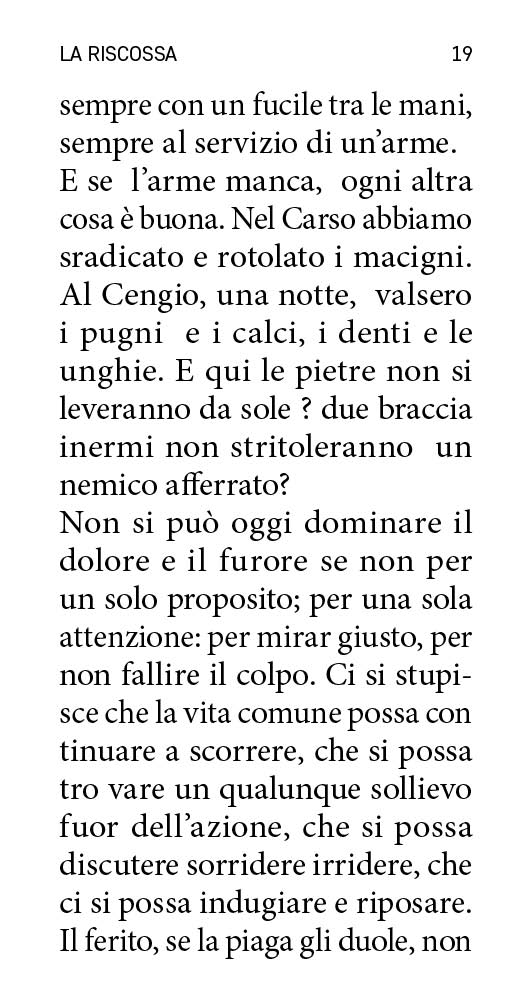 LA RISCOSSA 19
sempre con un fucile tra le mani,
sempre al servizio di un’arme.
E se l’arme manca, ogni altra
cosa è buona. Nel Carso abbiamo
sradicato e rotolato i macigni.
Al Cengio, una notte, valsero
i pugni e i calci, i denti e le
unghie. E qui le pietre non si
leveranno da sole ? due braccia
inermi non stritoleranno un
nemico afferrato?
Non si può oggi dominare il
dolore e il furore se non per
un solo proposito; per una sola
attenzione: per mirar giusto, per
non fallire il colpo. Ci si stupi-
sce che la vita comune possa con
tinuare a scorrere, che si possa
tro vare un qualunque sollievo
fuor dell’azione, che si possa
discutere sorridere irridere, che
ci si possa indugiare e riposare.
Il ferito, se la piaga gli duole, non